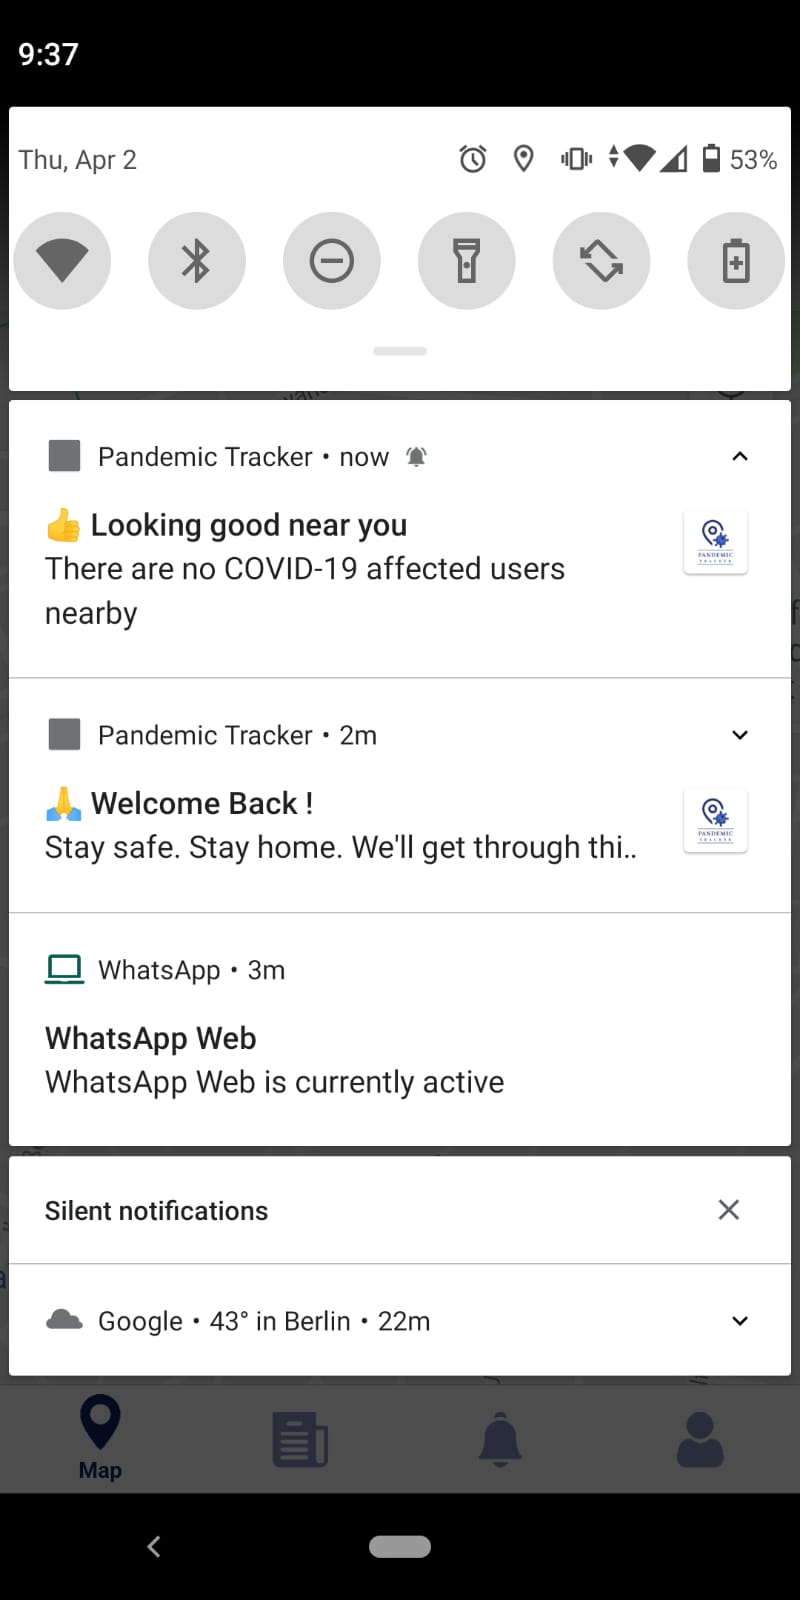 9:37
Thu, Apr 2
53%
Pandemic Tracker • now
👍 Looking good near you
There are no COVID-19 affected users
nearby
PANDEMIC
TRACKER
Pandemic Tracker • 2m
🙏 Welcome Back !
Stay safe. Stay home. We'll get through thi..
PANDEMIC
TRACKER
WhatsApp • 3m
WhatsApp Web
WhatsApp Web is currently active
Silent notifications
Google • 43° in Berlin • 22m
Map